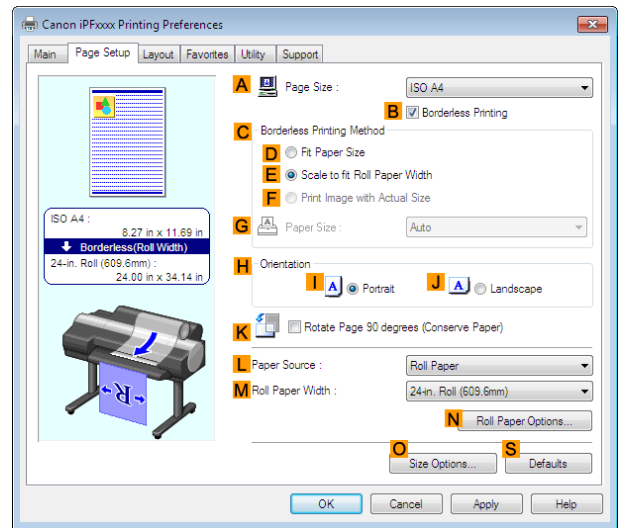 Canon iPFxxxx Printing Preferences
Main Page Setup Layout Favorites Utility Support
A Page Size : ISO A4
B Borderless Printing
C Borderless Printing Method
D Fit Paper Size
E Scale to fit Roll Paper Width
F Print Image with Actual Size
ISO A4 :
8.27 in x 11.69 in
Borderless(Roll Width)
24-in. Roll (609.6mm) :
24.00 in x 34.14 in
G Paper Size : Auto
H Orientation
I A Portrait J A Landscape
K Rotate Page 90 degrees (Conserve Paper)
L Paper Source : Roll Paper
M Roll Paper Width : 24-in. Roll (609.6mm)
R
N Roll Paper Options...
O Size Options... S Defaults
OK Cancel Apply Help